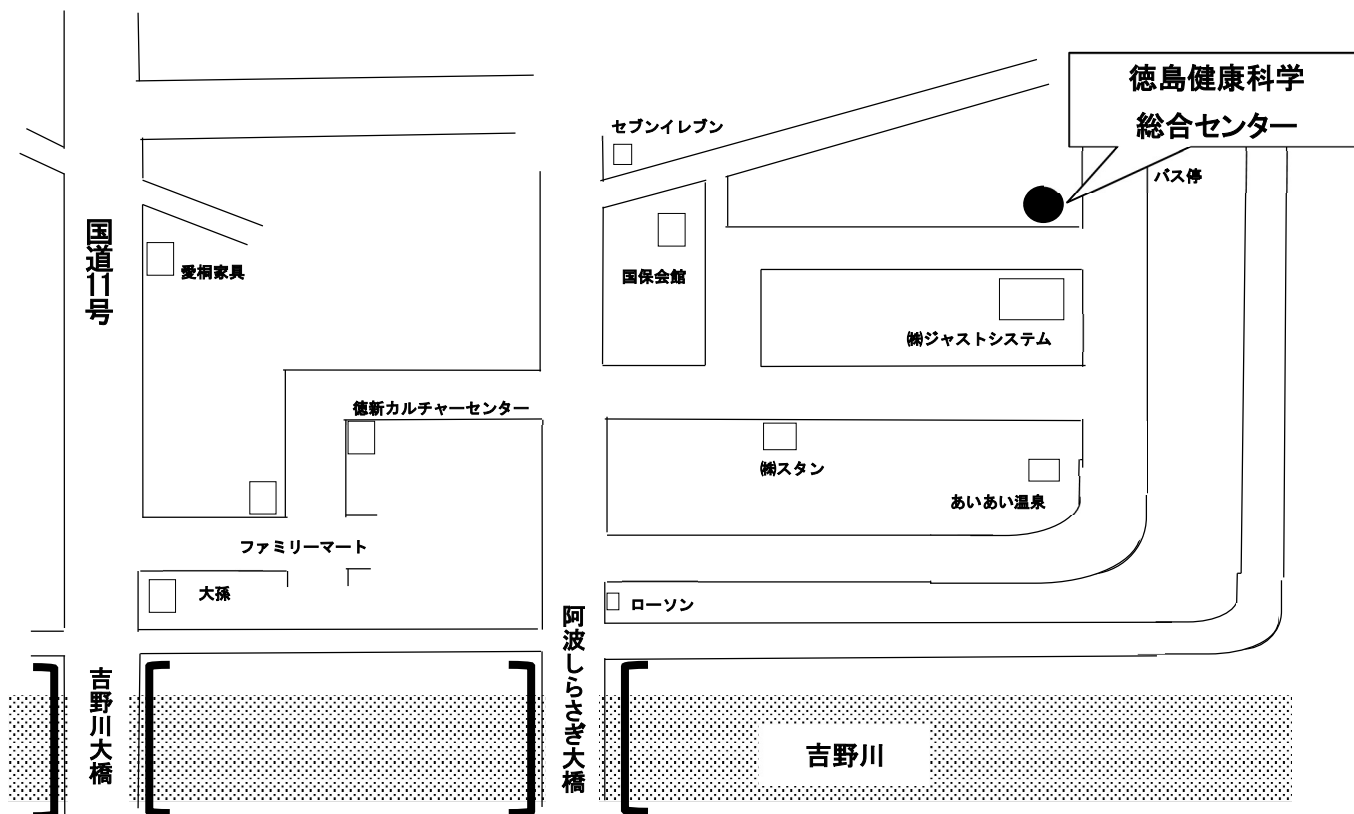 徳島健康科学
総合センター
セブンイレブン
バス停
国道11号
愛桐家具
国保会館
㈱ジャストシステム
徳新カルチャーセンター
㈱スタン
あいあい温泉
ファミリーマート
大孫
ローソン
阿波しらさぎ大橋
吉野川大橋
吉野川